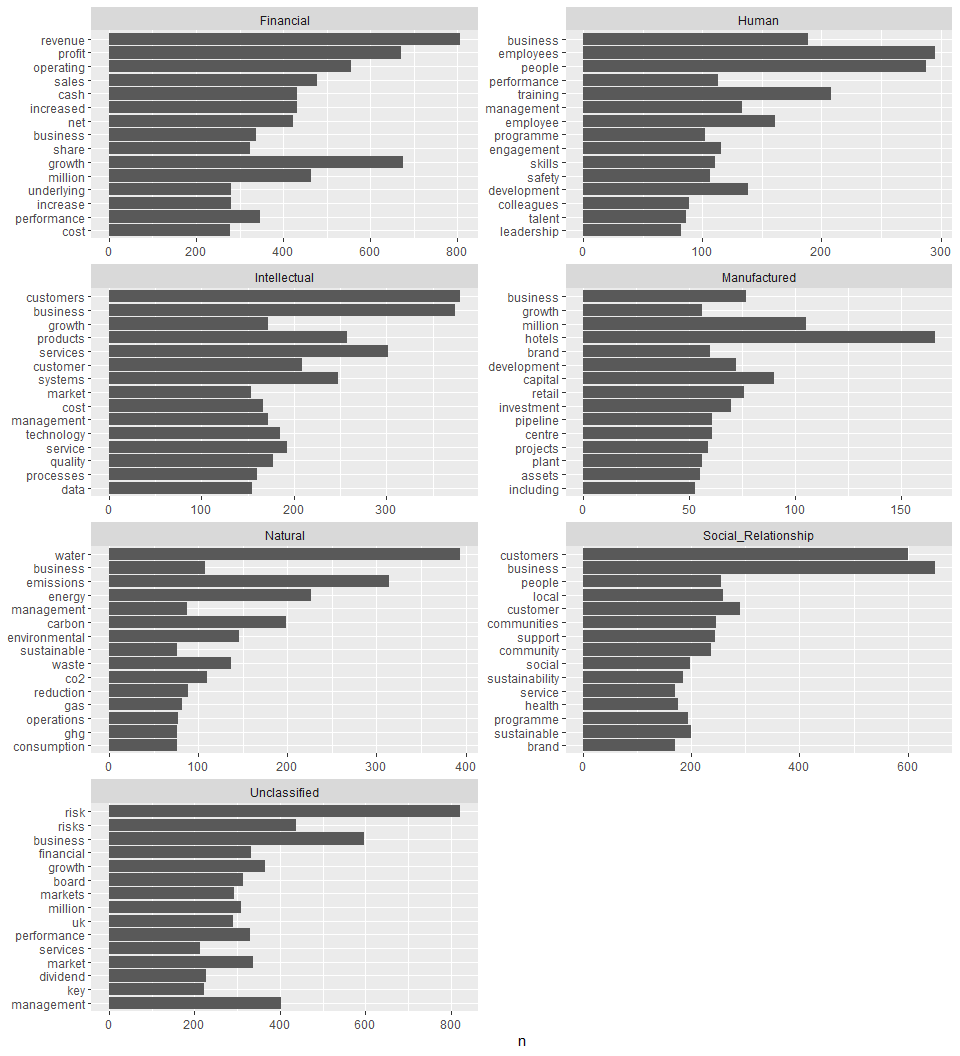 Financial
revenue
profit
operating
sales
cash
increased
net
business
share
growth
million
underlying
increase
performance
cost
0 200 400 600 800
Human
business
employees
people
performance
training
management
employee
programme
engagement
skills
safety
development
colleagues
talent
leadership
0 100 200 300
Intellectual
customers
business
growth
products
services
customer
systems
market
cost
management
technology
service
quality
processes
data
0 100 200 300
Manufactured
business
growth
million
hotels
brand
development
capital
retail
investment
pipeline
centre
projects
plant
assets
including
0 50 100 150
Natural
water
business
emissions
energy
management
carbon
environmental
sustainable
waste
co2
reduction
gas
operations
ghg
consumption
0 100 200 300 400
Social_Relationship
customers
business
people
local
customer
communities
support
community
social
sustainability
service
health
programme
sustainable
brand
0 200 400 600
Unclassified
risk
risks
business
financial
growth
board
markets
million
uk
performance
services
market
dividend
key
management
0 200 400 600 800
n